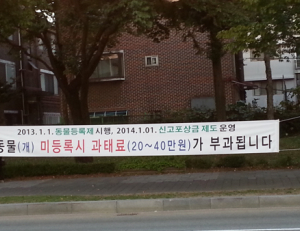 2013.1.1.동물등록제 시행, 2014.1.01.신고포상금 제도 운영
동물(개) 미등록시 과태료(20~40만원)가 부과됩니다